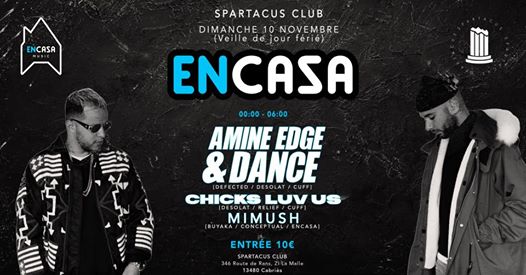 SPARTACUS CLUB
DIMANCHE 10 NOVEMBRE
(Veille de jour férié)
ENCASA
MUSIC
ENCASA
00:00 - 06:00
AMINE EDGE
& DANCE
[DEFECTED / DESOLAT / CUFF]
CHICKS LUV US
[DESOLAT / RELIEF / CUFF]
MIMUSH
[BUYAKA / CONCEPTUAL / ENCASA]
ENTRÉE 10€
SPARTACUS CLUB
346 Route de Rans, ZI La Malle
13480 Cabriès